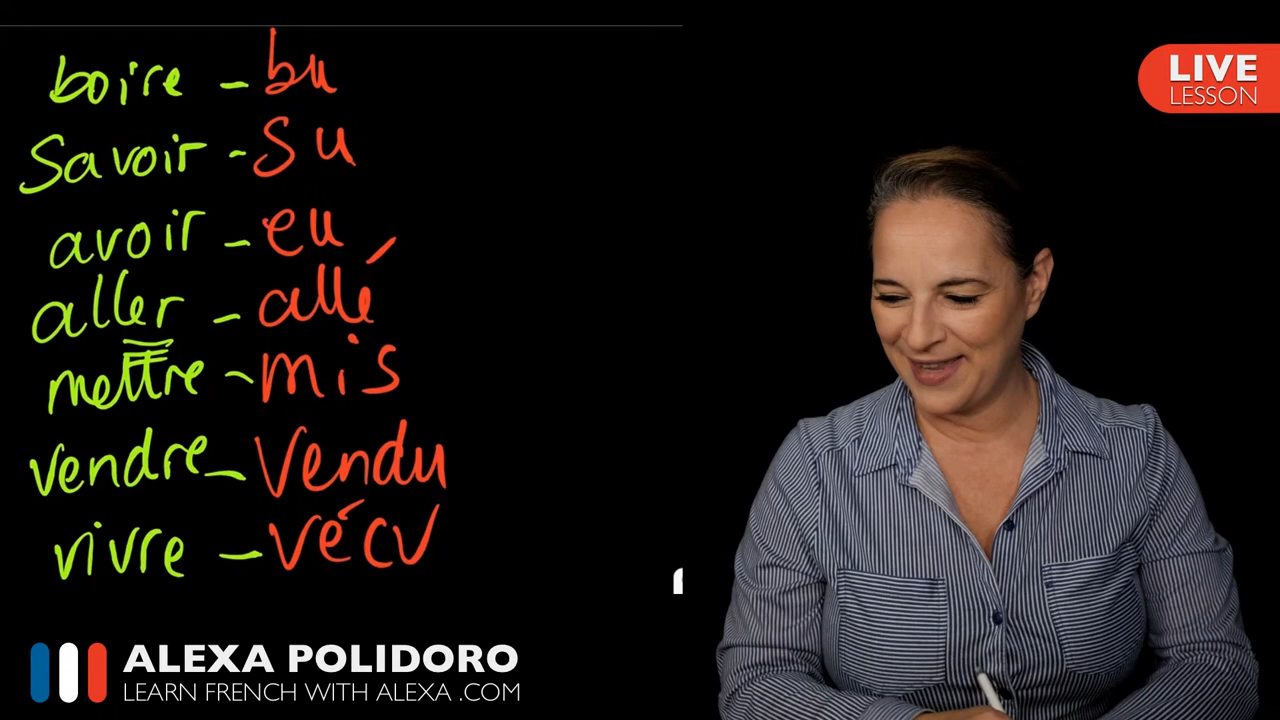 boire - bu
Savoir - Su
avoir - eu
aller - allé
mettre - mis
vendre - Vendu
vivre - vécu
LIVE
LESSON
ALEXA POLIDORO
LEARN FRENCH WITH ALEXA .COM